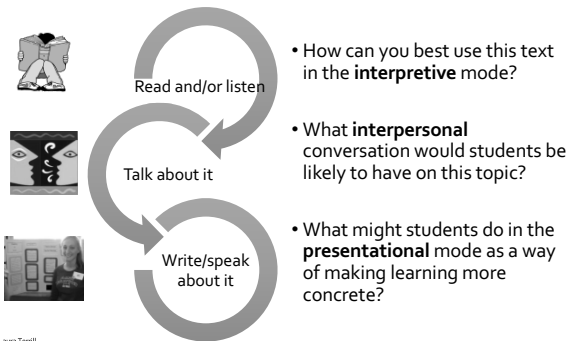 Read and/or listen
• How can you best use this text
in the interpretive mode?
Talk about it
• What interpersonal
conversation would students be
likely to have on this topic?
Write/speak
about it
• What might students do in the
presentational mode as a way
of making learning more
concrete?